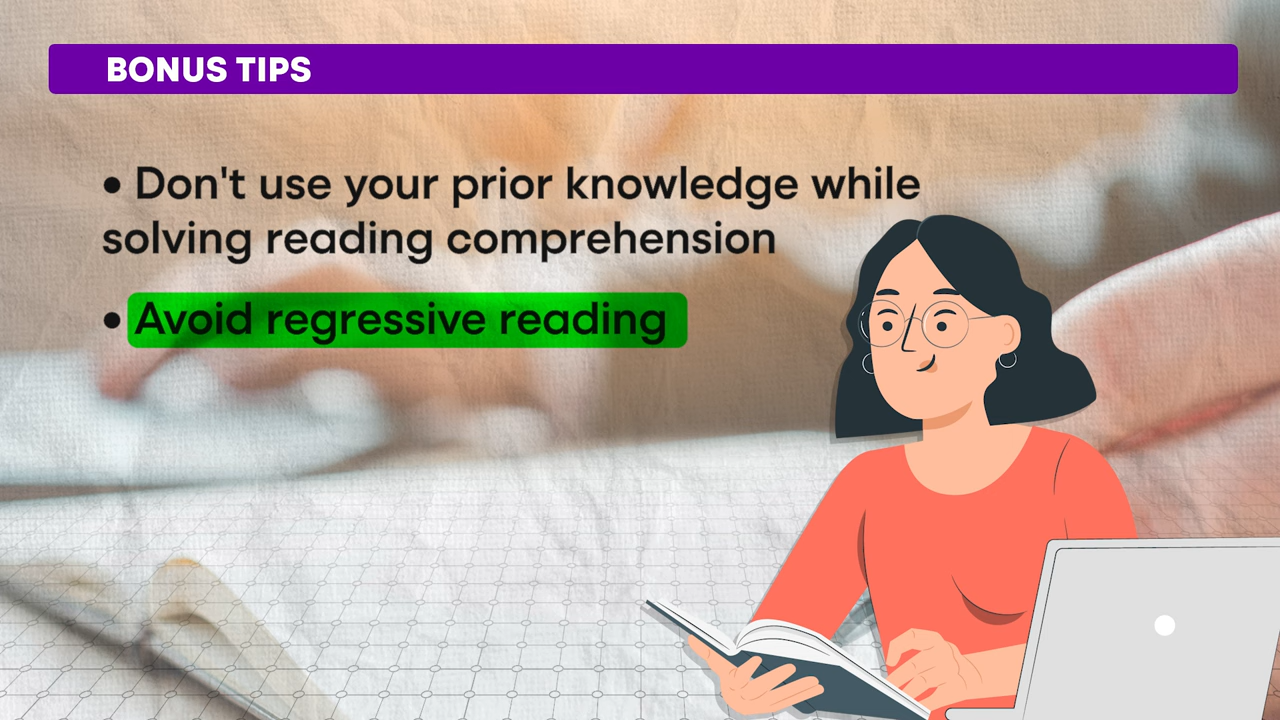 BONUS TIPS
• Don't use your prior knowledge while
solving reading comprehension
• Avoid regressive reading